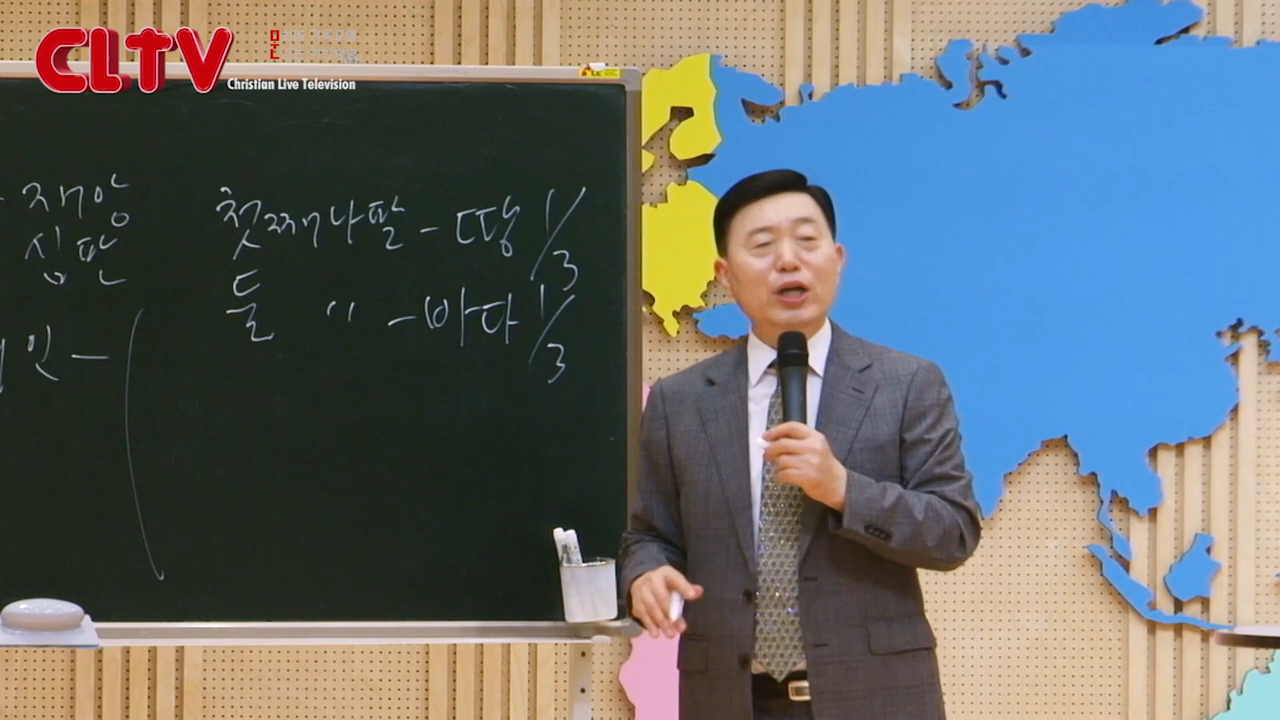 CLTV
Christian Live Television
재앙
심판
인 –
첫째나팔 – 땅 1/3
둘 〃 – 바다 1/3